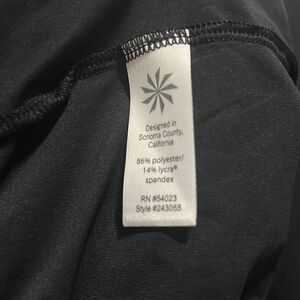 Designed in
Sonoma County,
California
86% polyester/
14% lycra®
spandex
RN #54023
Style #243055